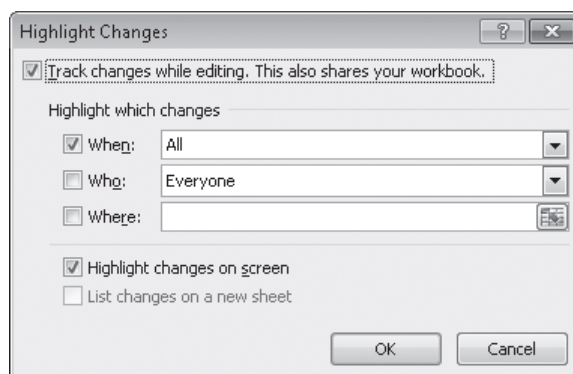 Highlight Changes
Track changes while editing. This also shares your workbook.
Highlight which changes
When: All
Who: Everyone
Where:
Highlight changes on screen
List changes on a new sheet
OK Cancel